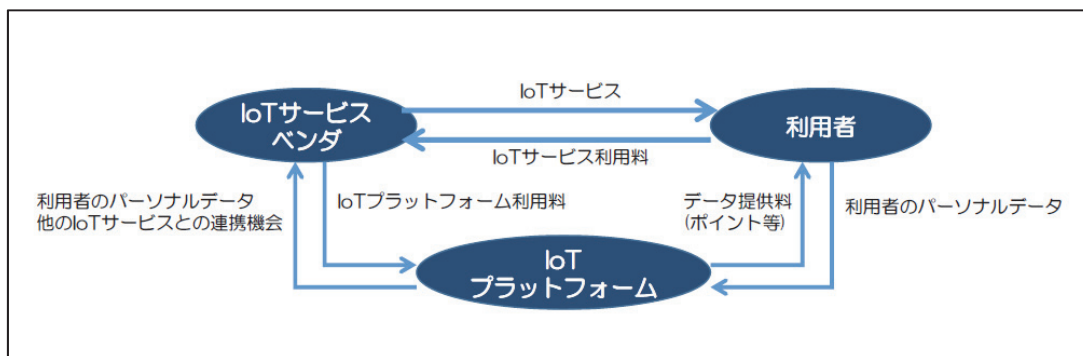 IoTサービス
IoTサービス
ベンダ
利用者
IoTサービス利用料
利用者のパーソナルデータ
他のIoTサービスとの連携機会
IoTプラットフォーム利用料
データ提供料
(ポイント等)
利用者のパーソナルデータ
IoT
プラットフォーム